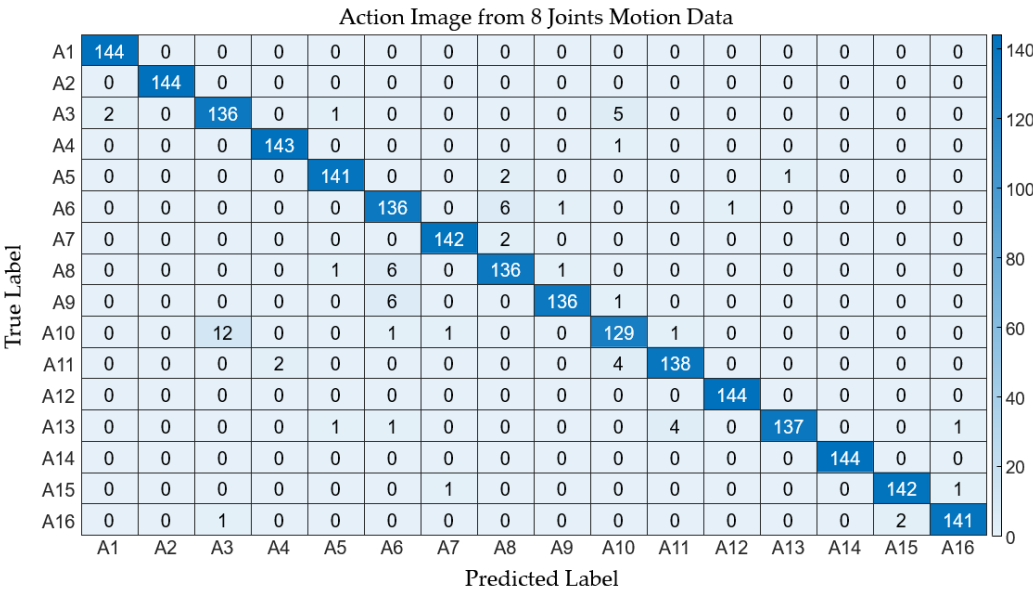 Action Image from 8 Joints Motion Data
A1 144 0 0 0 0 0 0 0 0 0 0 0 0 0 0 0 140
A2 0 144 0 0 0 0 0 0 0 0 0 0 0 0 0 0
A3 2 0 136 0 1 0 0 0 0 5 0 0 0 0 0 0 120
A4 0 0 0 143 0 0 0 0 0 1 0 0 0 0 0 0
A5 0 0 0 0 141 0 0 2 0 0 0 0 1 0 0 0 100
A6 0 0 0 0 0 136 0 6 1 0 0 1 0 0 0 0
A7 0 0 0 0 0 0 142 2 0 0 0 0 0 0 0 0
A8 0 0 0 0 1 6 0 136 1 0 0 0 0 0 0 0 80
A9 0 0 0 0 0 6 0 0 136 1 0 0 0 0 0 0
True Label
A10 0 0 12 0 0 1 1 0 0 129 1 0 0 0 0 0 60
A11 0 0 0 2 0 0 0 0 0 4 138 0 0 0 0 0
A12 0 0 0 0 0 0 0 0 0 0 0 144 0 0 0 0 40
A13 0 0 0 0 1 1 0 0 0 0 4 0 137 0 0 1
A14 0 0 0 0 0 0 0 0 0 0 0 0 0 144 0 0 20
A15 0 0 0 0 0 0 1 0 0 0 0 0 0 0 142 1
A16 0 0 1 0 0 0 0 0 0 0 0 0 0 0 2 141 0
A1 A2 A3 A4 A5 A6 A7 A8 A9 A10 A11 A12 A13 A14 A15 A16
Predicted Label